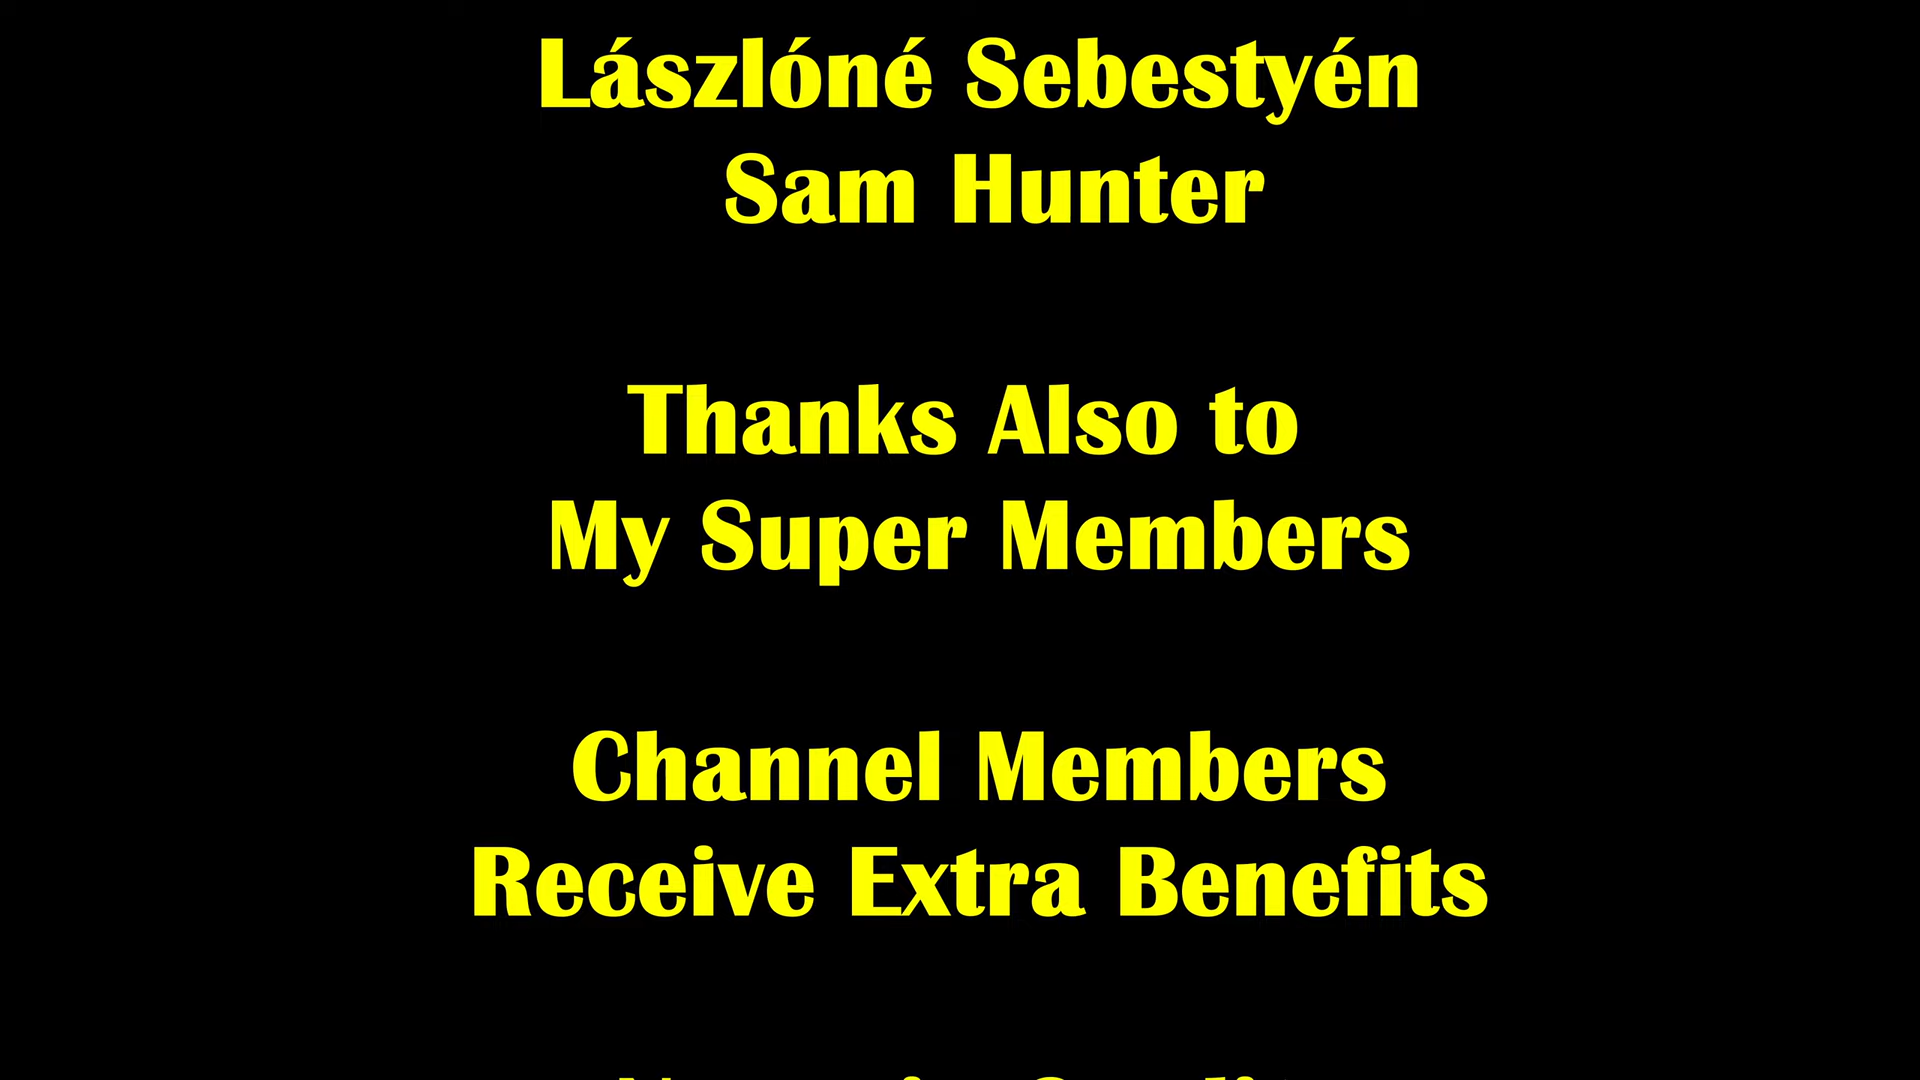 Lászlóné Sebestyén
Sam Hunter
Thanks Also to
My Super Members
Channel Members
Receive Extra Benefits